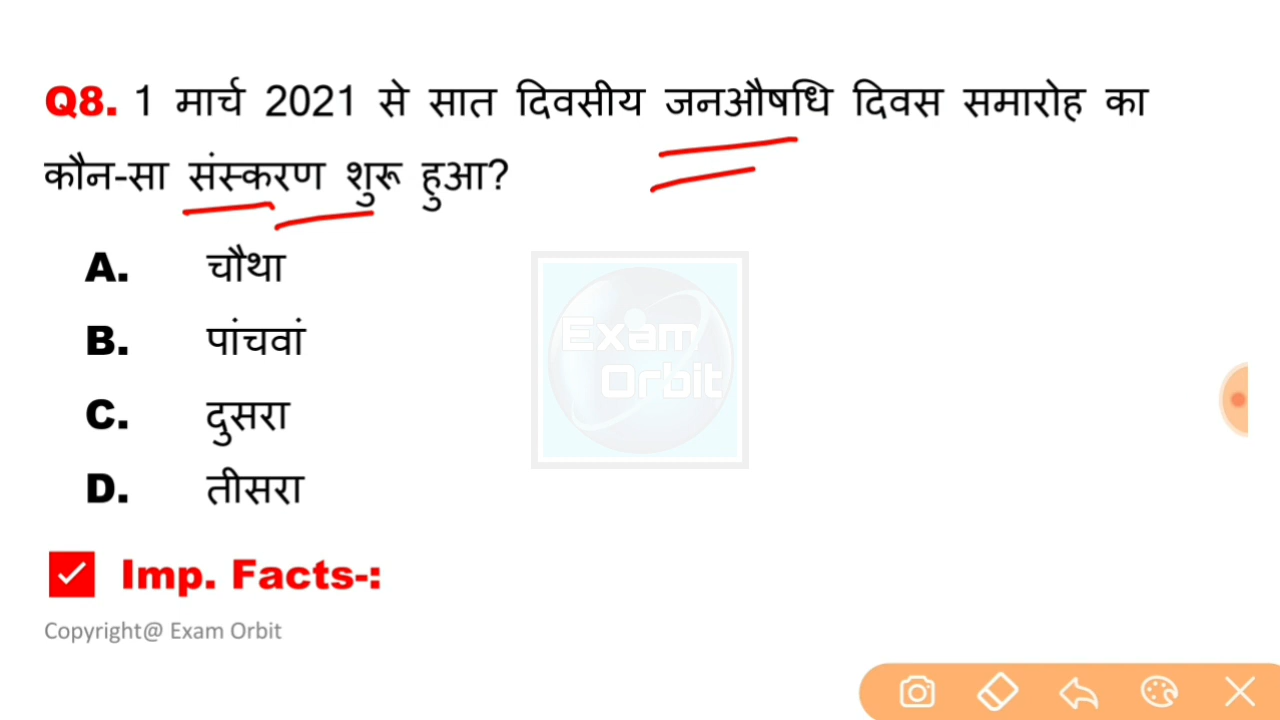 Q8. 1 मार्च 2021 से सात दिवसीय जनऔषधि दिवस समारोह का
कौन-सा संस्करण शुरू हुआ?
A. चौथा
B. पांचवां
C. दुसरा
D. तीसरा
Exam
Orbit
Imp. Facts-:
Copyright@ Exam Orbit